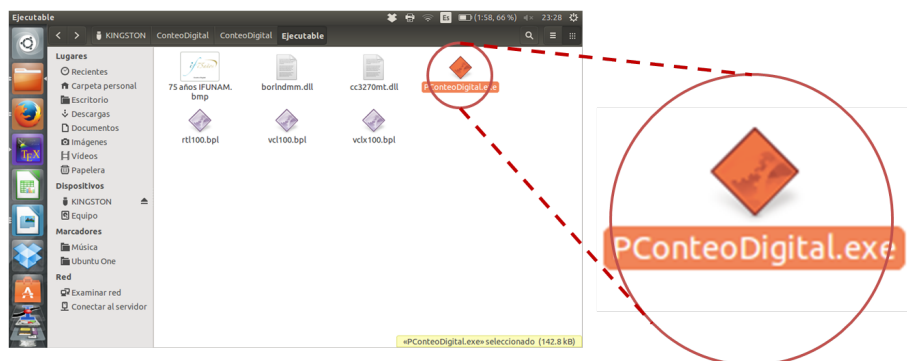 Ejecutable
Es
(1:58, 66 %)
23:28
KINGSTON
ConteoDigital
ConteoDigital
Ejecutable
Lugares
Recientes
Carpeta personal
Escritorio
Descargas
Documentos
Imágenes
Vídeos
Papelera
Dispositivos
KINGSTON
Equipo
Marcadores
Música
Ubuntu One
Red
Examinar red
Conectar al servidor
75 años IFUNAM.
bmp
borlndmm.dll
cc3270mt.dll
PConteoDigital.exe
rtl100.bpl
vcl100.bpl
vclx100.bpl
TEX
«PConteoDigital.exe» seleccionado (142.8 kB)
PConteoDigital.exe